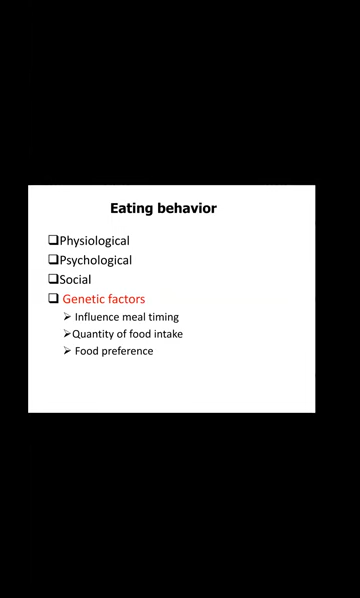 Eating behavior
❑Physiological
❑Psychological
❑Social
❑ Genetic factors
➢ Influence meal timing
➢Quantity of food intake
➢ Food preference